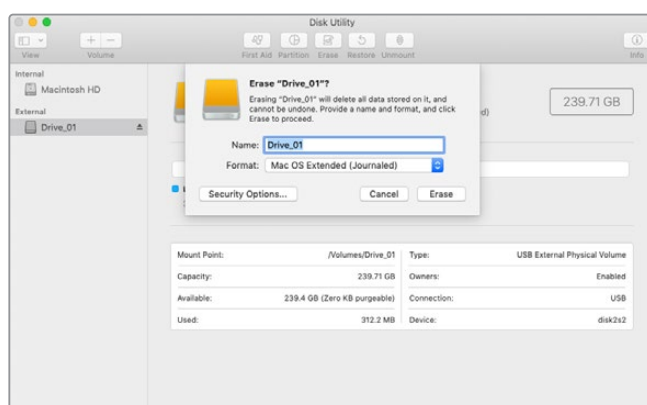 Disk Utility
View
Volume
First Aid
Partition
Erase
Restore
Unmount
Info
Internal
Macintosh HD
External
Drive_01
Erase “Drive_01”?
Erasing “Drive_01” will delete all data stored on it, and
cannot be undone. Provide a name and format, and click
Erase to proceed.
Name: Drive_01
Format: Mac OS Extended (Journaled)
Security Options...
Cancel
Erase
239.71 GB
Mount Point: /Volumes/Drive_01
Type: USB External Physical Volume
Capacity: 239.71 GB
Owners: Enabled
Available: 239.4 GB (Zero KB purgeable)
Connection: USB
Used: 312.2 MB
Device: disk2s2